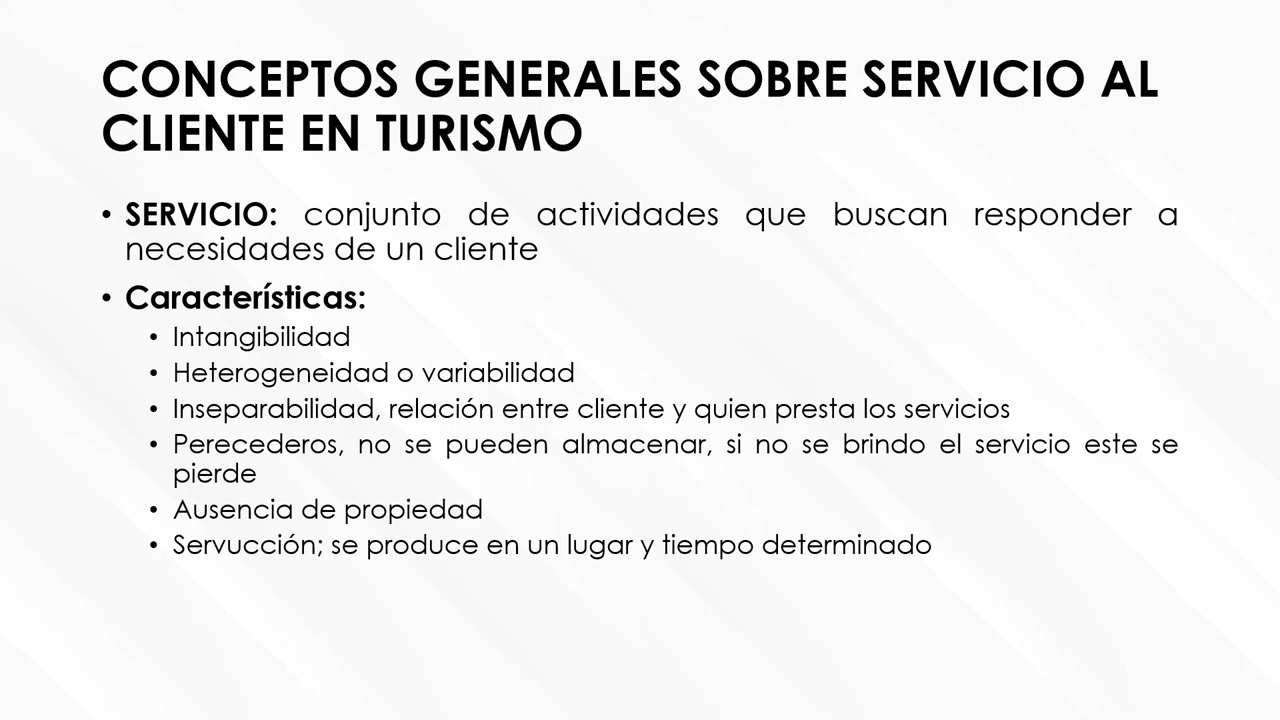 CONCEPTOS GENERALES SOBRE SERVICIO AL
CLIENTE EN TURISMO
• SERVICIO: conjunto de actividades que buscan responder a
necesidades de un cliente
• Características:
• Intangibilidad
• Heterogeneidad o variabilidad
• Inseparabilidad, relación entre cliente y quien presta los servicios
• Perecederos, no se pueden almacenar, si no se brindo el servicio este se
pierde
• Ausencia de propiedad
• Servucción; se produce en un lugar y tiempo determinado